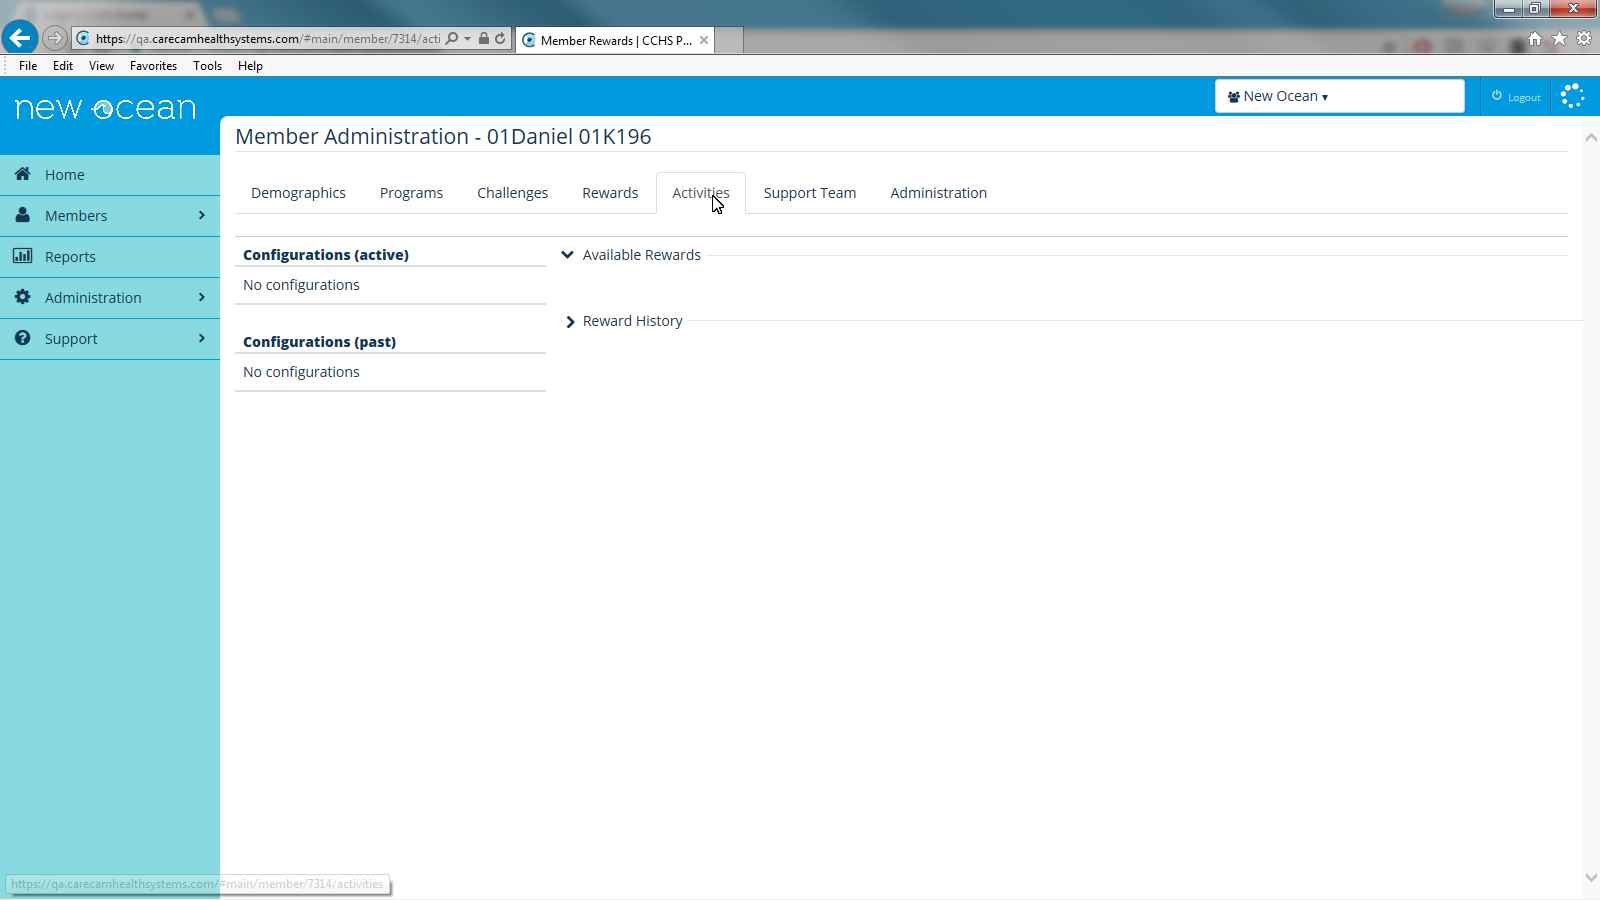 https://qa.carecamhealthsystems.com/#main/member/7314/acti
Member Rewards | CCHS P...
File Edit View Favorites Tools Help
new ocean
New Ocean
Logout
Member Administration - 01Daniel 01K196
Home
Members
Reports
Administration
Support
Demographics Programs Challenges Rewards Activities Support Team Administration
Configurations (active)
No configurations
Configurations (past)
No configurations
Available Rewards
Reward History
https://qa.carecamhealthsystems.com/#main/member/7314/activities